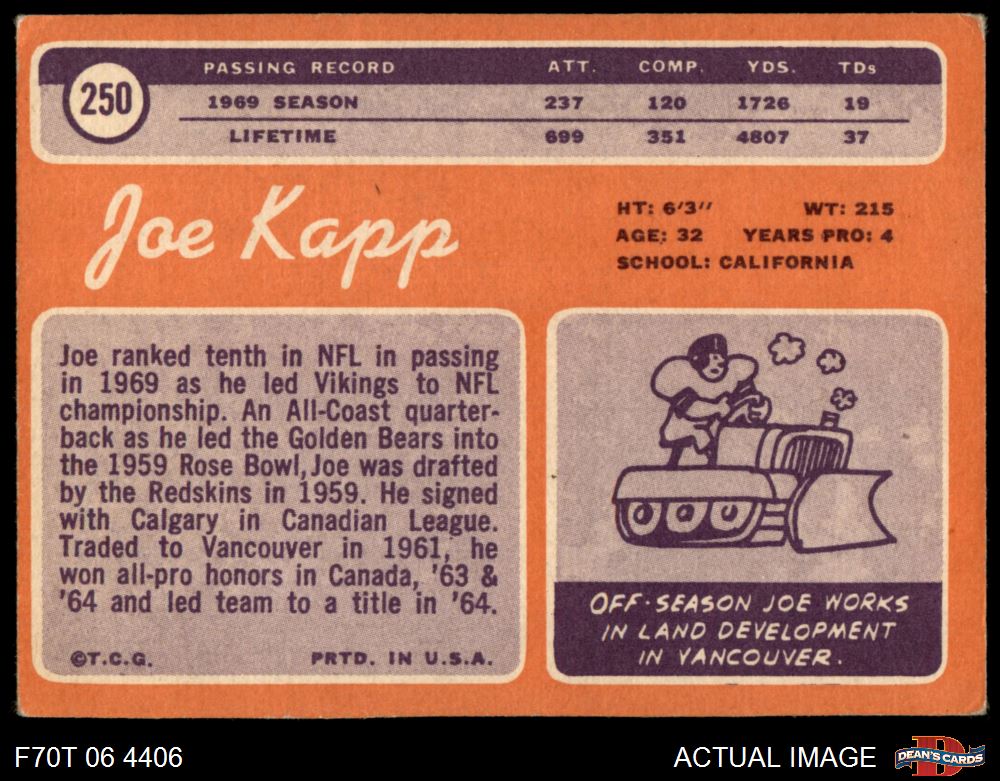 250
PASSING RECORD ATT. COMP. YDS. TDs
1969 SEASON 237 120 1726 19
LIFETIME 699 351 4807 37
Joe Kapp
HT: 6'3" WT: 215
AGE: 32 YEARS PRO: 4
SCHOOL: CALIFORNIA
Joe ranked tenth in NFL in passing
in 1969 as he led Vikings to NFL
championship. An All-Coast quarter-
back as he led the Golden Bears into
the 1959 Rose Bowl, Joe was drafted
by the Redskins in 1959. He signed
with Calgary in Canadian League.
Traded to Vancouver in 1961, he
won all-pro honors in Canada, '63 &
'64 and led team to a title in '64.
©T.C.G. PRTD. IN U.S.A.
OFF-SEASON JOE WORKS
IN LAND DEVELOPMENT
IN VANCOUVER.
F70T 06 4406
ACTUAL IMAGE
D
DEAN'S CARDS